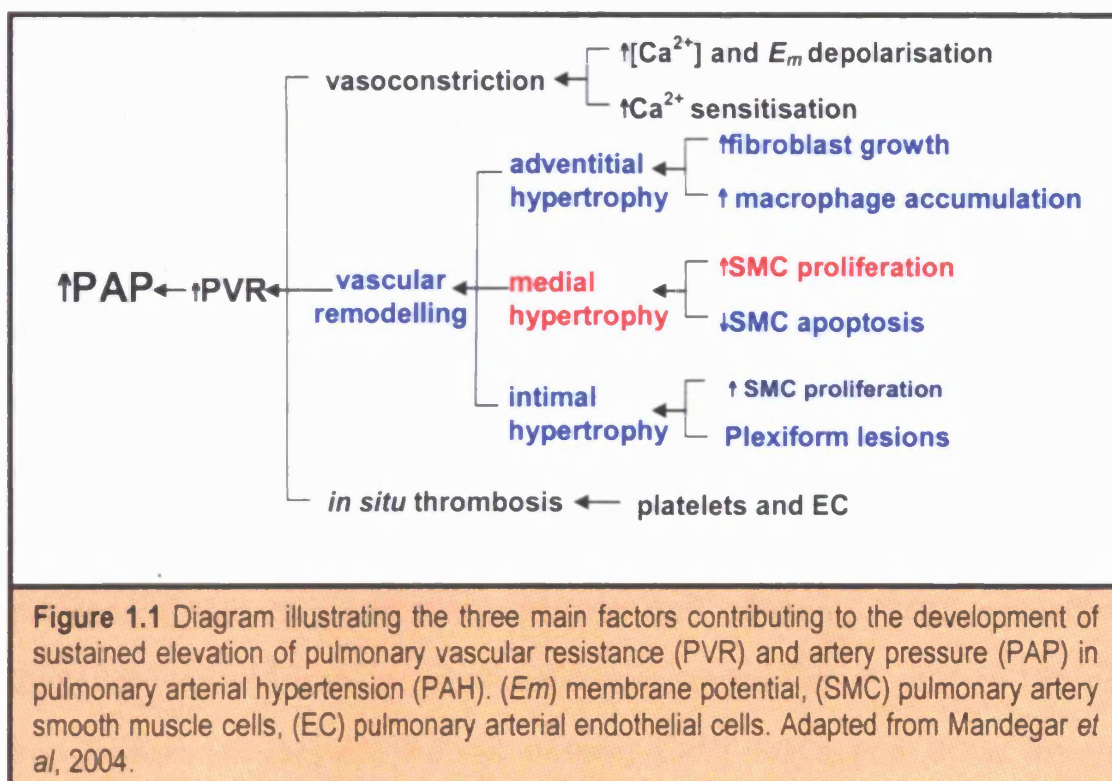 ↑[Ca²⁺] and Em depolarisation
vasoconstriction
↑Ca²⁺ sensitisation
↑fibroblast growth
adventitial
hypertrophy
↑ macrophage accumulation
↑PAP
↑PVR
vascular
remodelling
medial
hypertrophy
↑SMC proliferation
↓SMC apoptosis
intimal
hypertrophy
↑ SMC proliferation
Plexiform lesions
in situ thrombosis
platelets and EC
Figure 1.1 Diagram illustrating the three main factors contributing to the development of
sustained elevation of pulmonary vascular resistance (PVR) and artery pressure (PAP) in
pulmonary arterial hypertension (PAH). (Em) membrane potential, (SMC) pulmonary artery
smooth muscle cells, (EC) pulmonary arterial endothelial cells. Adapted from Mandegar et
al, 2004.